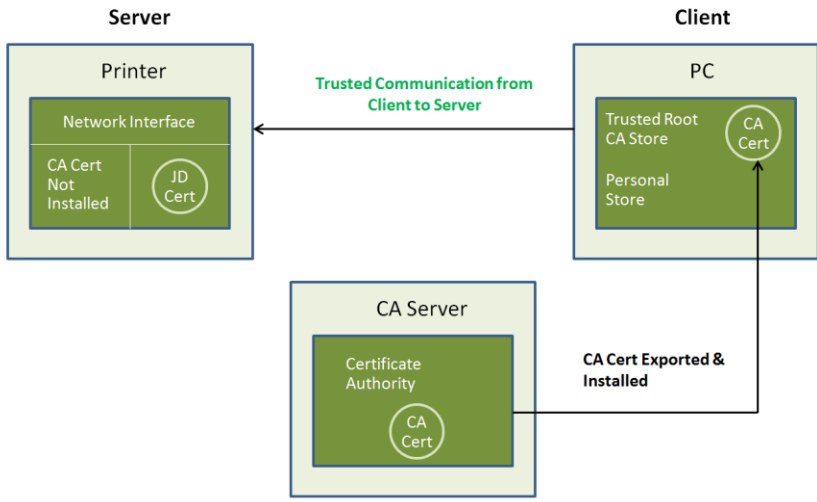 Server
Client
Printer
Network Interface
CA Cert
Not
Installed
JD
Cert
Trusted Communication from
Client to Server
PC
Trusted Root
CA Store
CA
Cert
Personal
Store
CA Server
Certificate
Authority
CA
Cert
CA Cert Exported &
Installed